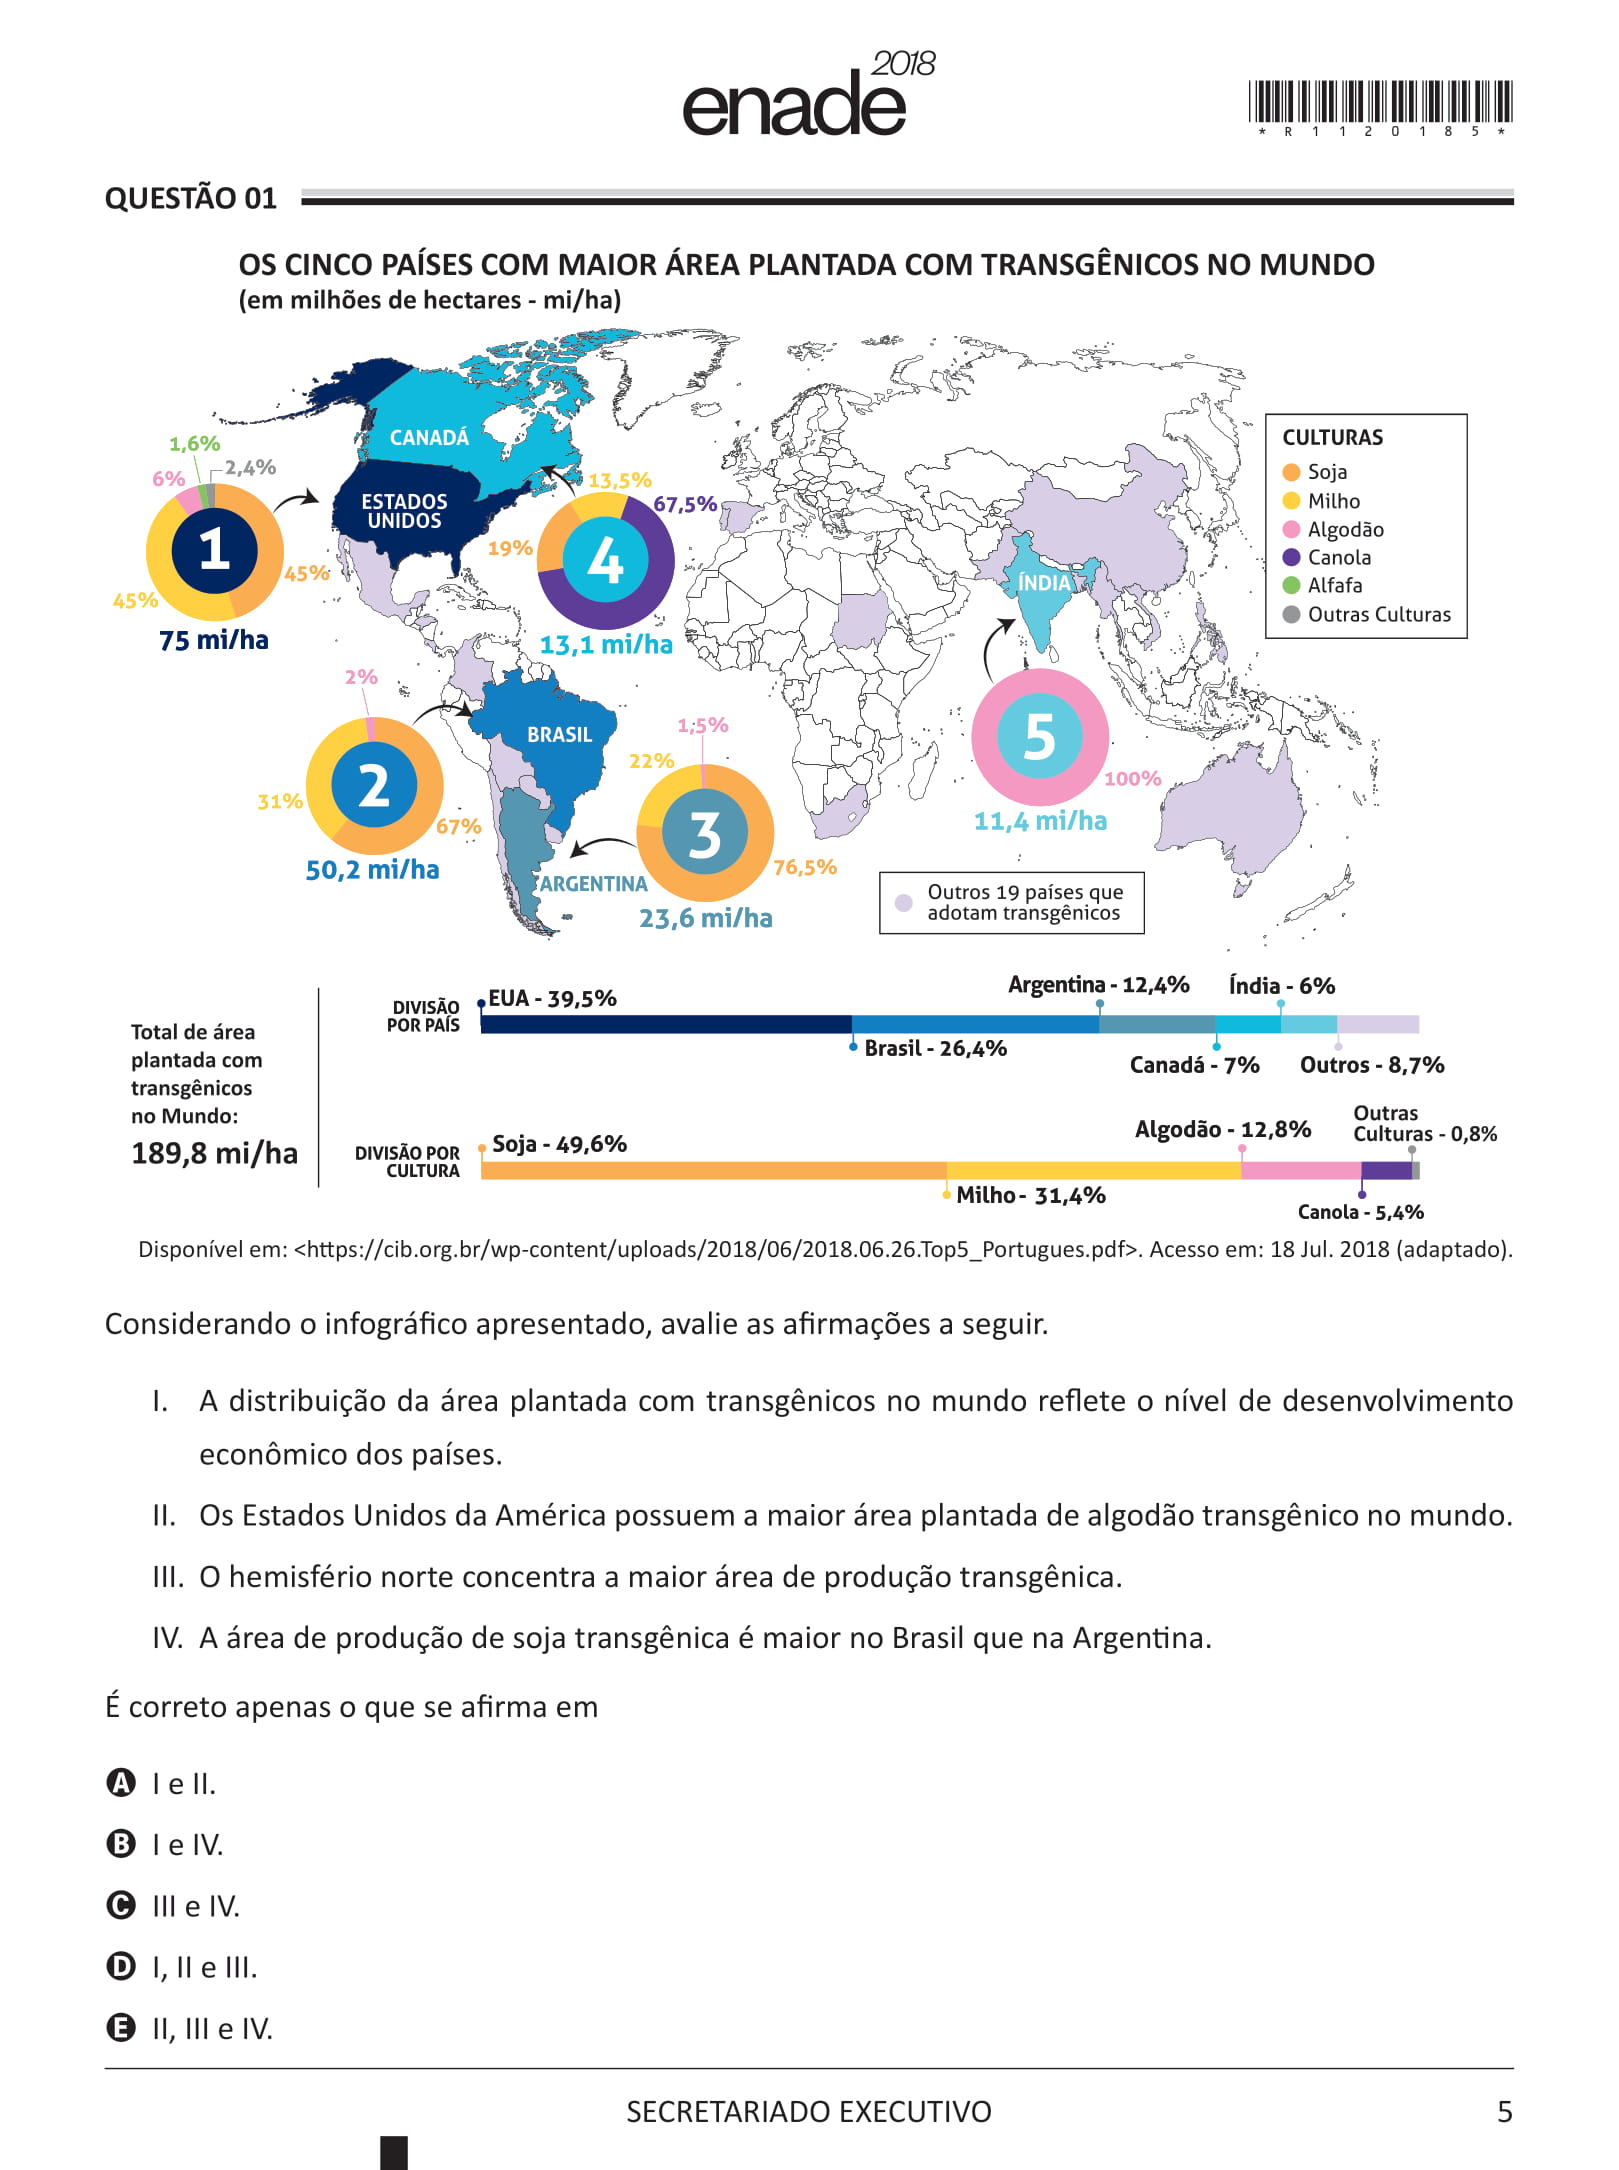 enade 2018
* R 1 1 2 0 1 8 5 *
QUESTÃO 01
OS CINCO PAÍSES COM MAIOR ÁREA PLANTADA COM TRANSGÊNICOS NO MUNDO
(em milhões de hectares - mi/ha)
CANADÁ
ESTADOS
UNIDOS
1,6%
2,4%
6%
1
45%
45%
75 mi/ha
13,5%
67,5%
19%
4
13,1 mi/ha
ÍNDIA
CULTURAS
Soja
Milho
Algodão
Canola
Alfafa
Outras Culturas
2%
31%
2
67%
50,2 mi/ha
BRASIL
1,5%
22%
3
76,5%
ARGENTINA
23,6 mi/ha
5
100%
11,4 mi/ha
Outros 19 países que
adotam transgênicos
Total de área
plantada com
transgênicos
no Mundo:
189,8 mi/ha
DIVISÃO
POR PAÍS
EUA - 39,5%
Brasil - 26,4%
Argentina - 12,4%
Canadá - 7%
Índia - 6%
Outros - 8,7%
DIVISÃO POR
CULTURA
Soja - 49,6%
Milho - 31,4%
Algodão - 12,8%
Canola - 5,4%
Outras
Culturas - 0,8%
Disponível em: <https://cib.org.br/wp-content/uploads/2018/06/2018.06.26.Top5_Portugues.pdf>. Acesso em: 18 Jul. 2018 (adaptado).
Considerando o infográfico apresentado, avalie as afirmações a seguir.
I. A distribuição da área plantada com transgênicos no mundo reflete o nível de desenvolvimento
econômico dos países.
II. Os Estados Unidos da América possuem a maior área plantada de algodão transgênico no mundo.
III. O hemisfério norte concentra a maior área de produção transgênica.
IV. A área de produção de soja transgênica é maior no Brasil que na Argentina.
É correto apenas o que se afirma em
A I e II.
B I e IV.
C III e IV.
D I, II e III.
E II, III e IV.
SECRETARIADO EXECUTIVO
5